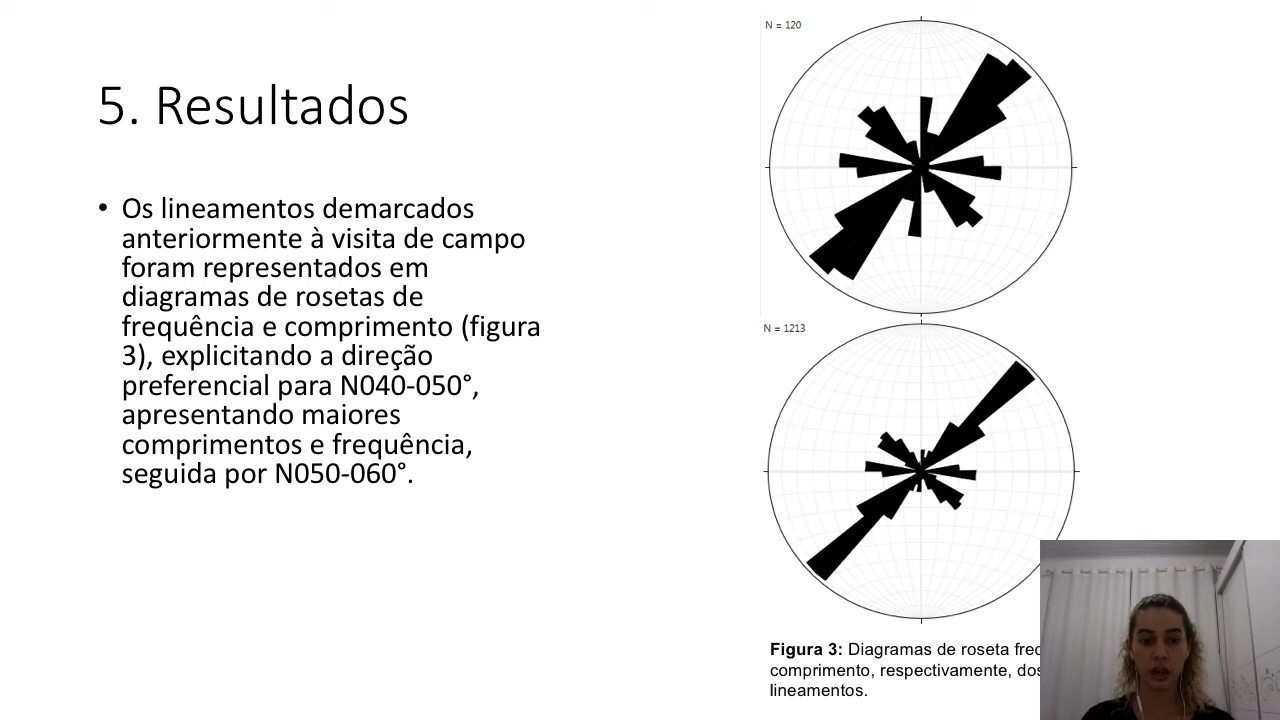 5. Resultados
• Os lineamentos demarcados
anteriormente à visita de campo
foram representados em
diagramas de rosetas de
frequência e comprimento (figura
3), explicitando a direção
preferencial para N040-050°,
apresentando maiores
comprimentos e frequência,
seguida por N050-060°.
N = 120
N = 1213
Figura 3: Diagramas de roseta
comprimento, respectivamente, dos
lineamentos.